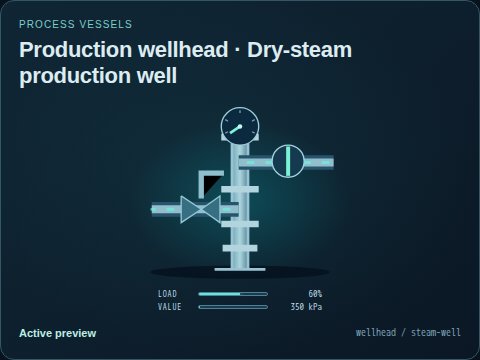 PROCESS VESSELS
Production wellhead · Dry-steam
production well
LOAD 60%
VALUE 350 kPa
Active preview wellhead / steam-well